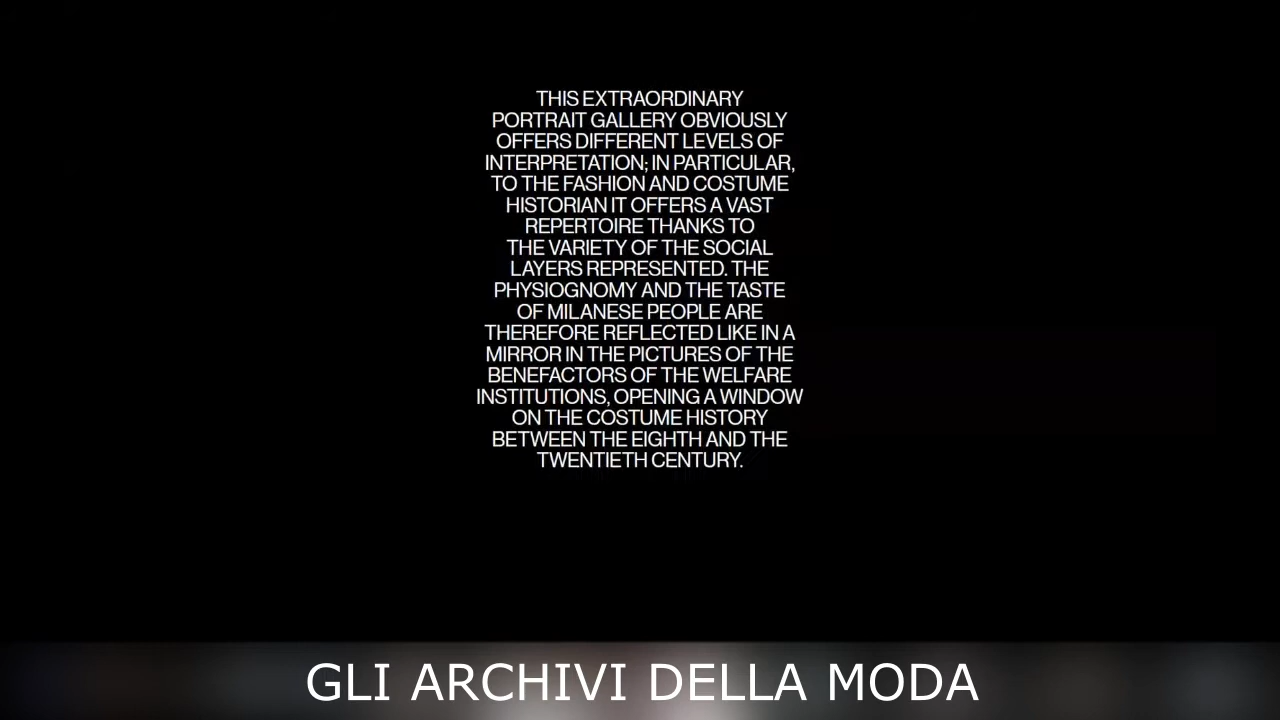 THIS EXTRAORDINARY
PORTRAIT GALLERY OBVIOUSLY
OFFERS DIFFERENT LEVELS OF
INTERPRETATION; IN PARTICULAR,
TO THE FASHION AND COSTUME
HISTORIAN IT OFFERS A VAST
REPERTOIRE THANKS TO
THE VARIETY OF THE SOCIAL
LAYERS REPRESENTED. THE
PHYSIOGNOMY AND THE TASTE
OF MILANESE PEOPLE ARE
THEREFORE REFLECTED LIKE IN A
MIRROR IN THE PICTURES OF THE
BENEFACTORS OF THE WELFARE
INSTITUTIONS, OPENING A WINDOW
ON THE COSTUME HISTORY
BETWEEN THE EIGHTH AND THE
TWENTIETH CENTURY.
GLI ARCHIVI DELLA MODA